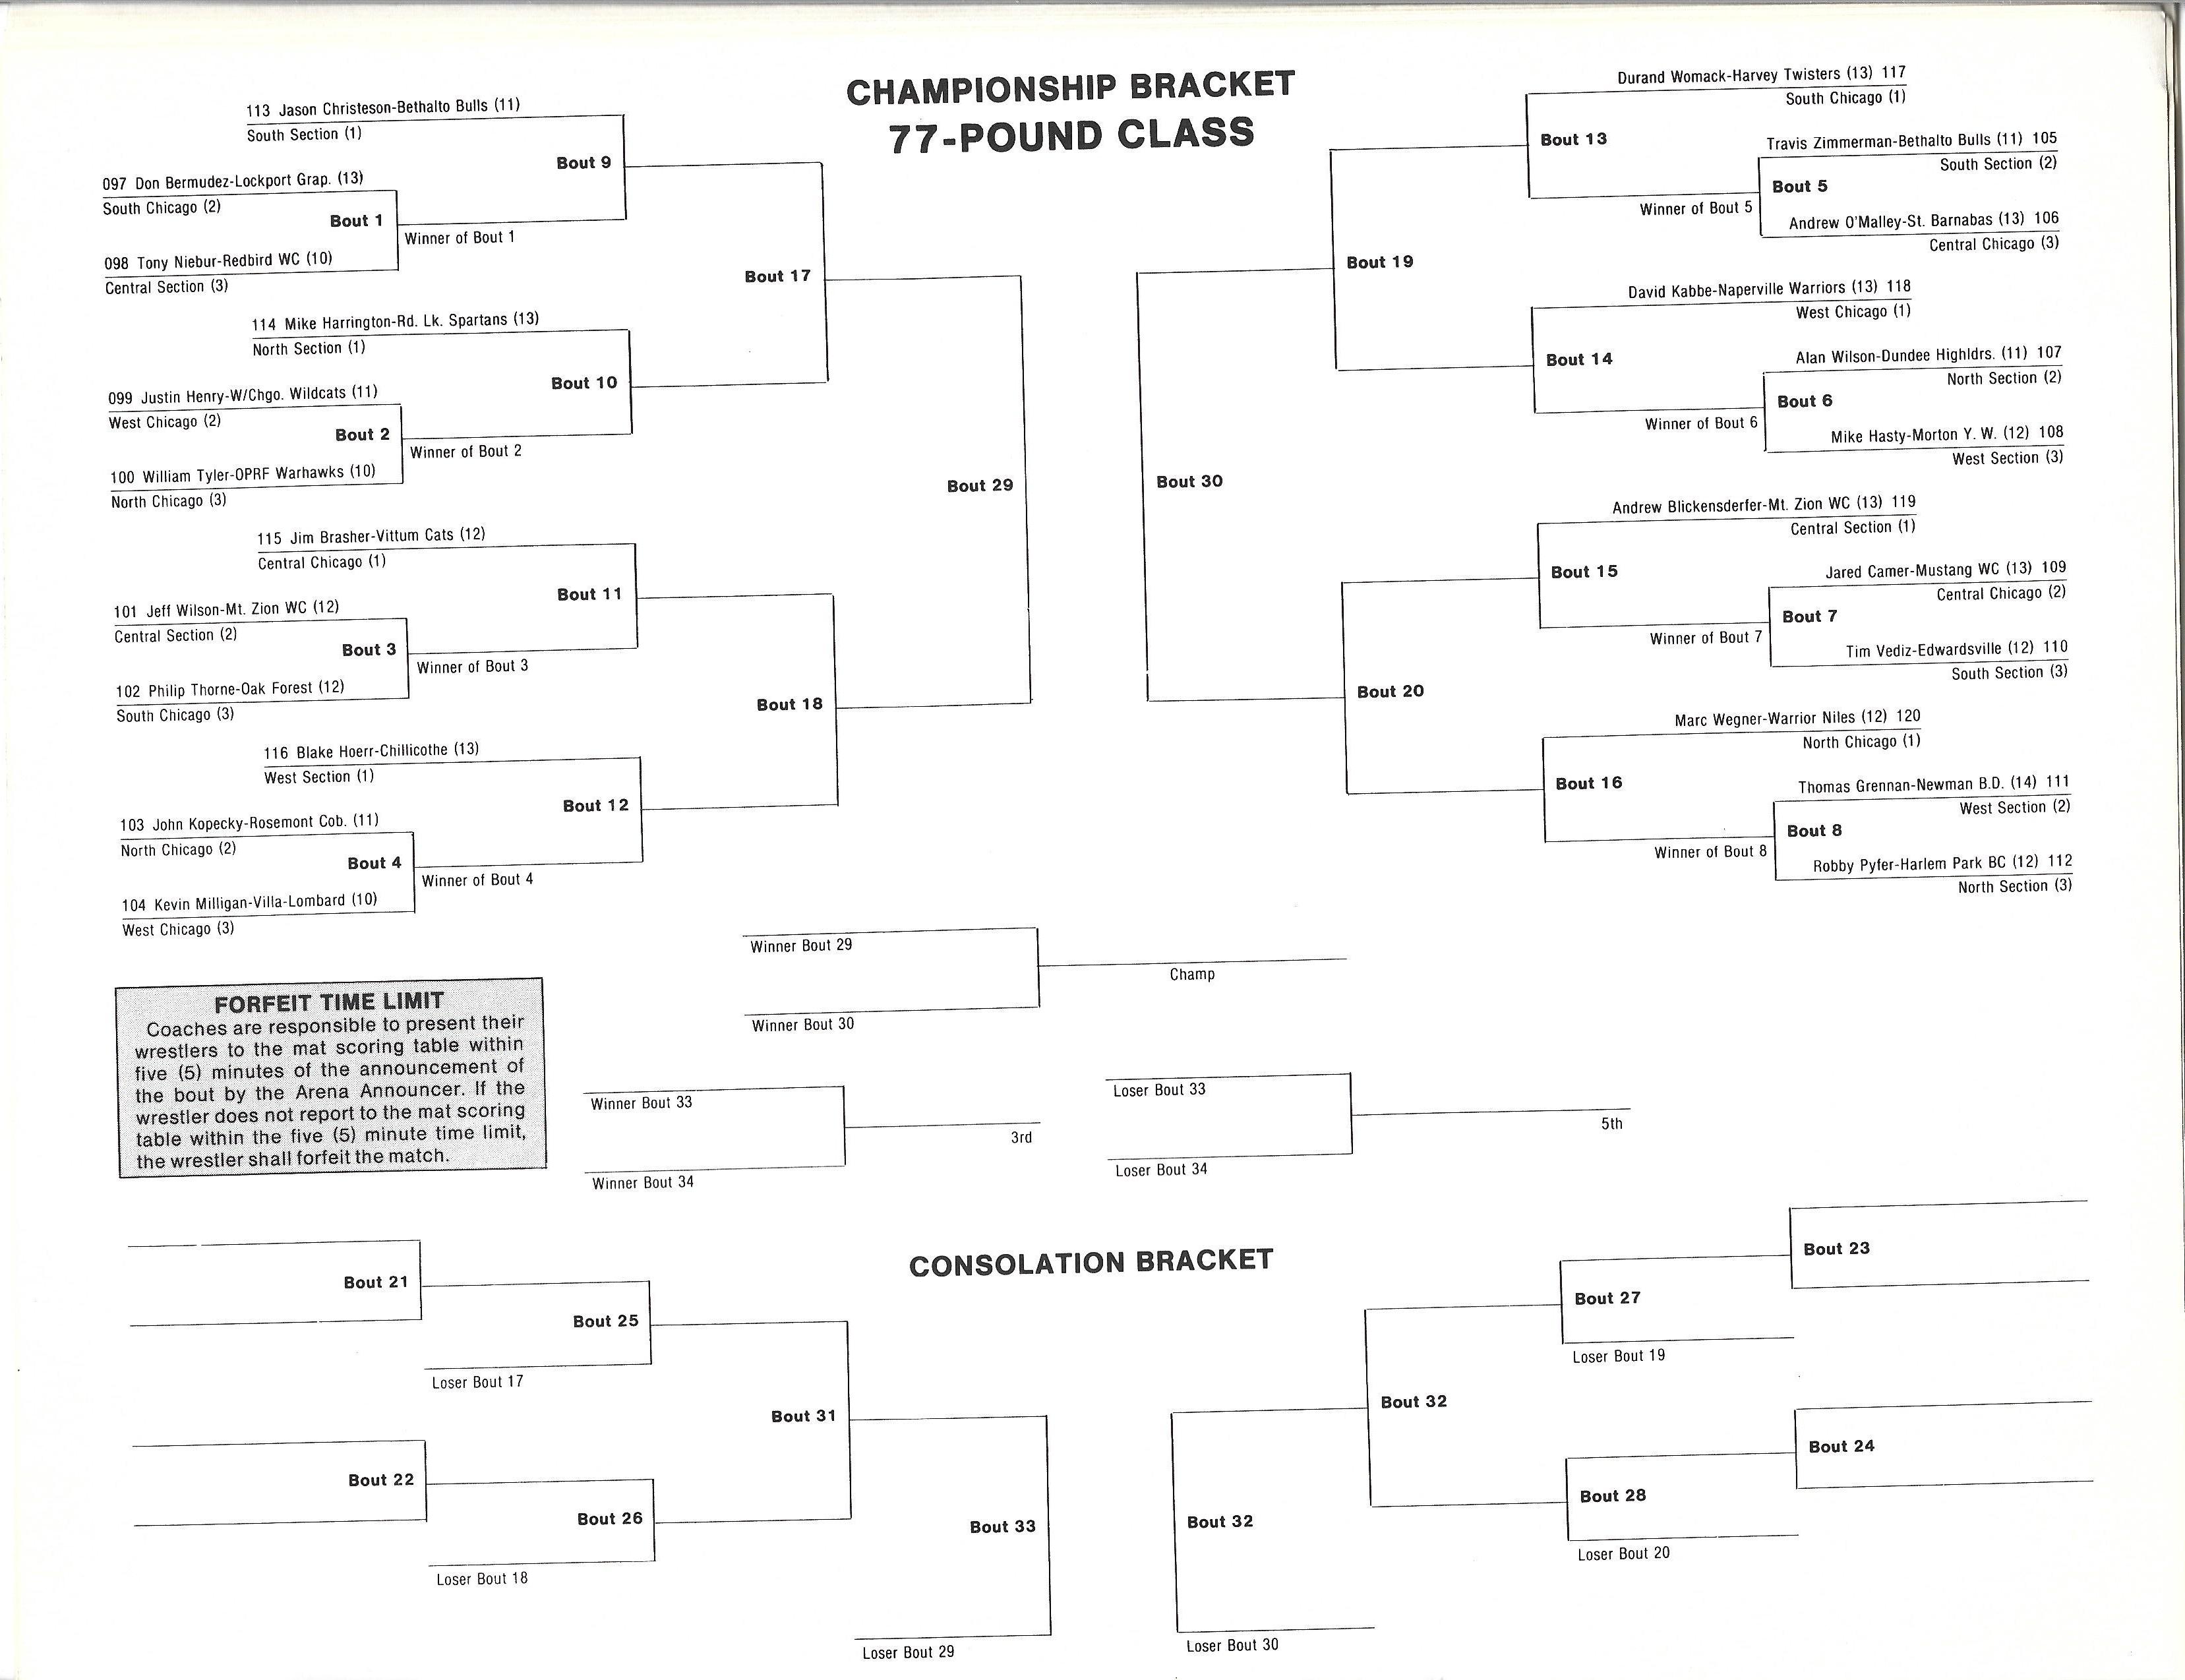 CHAMPIONSHIP BRACKET
77-POUND CLASS
113 Jason Christeson-Bethalto Bulls (11)
South Section (1)
Bout 9
097 Don Bermudez-Lockport Grap. (13)
South Chicago (2)
Bout 1
Winner of Bout 1
098 Tony Niebur-Redbird WC (10)
Central Section (3)
Bout 17
114 Mike Harrington-Rd. Lk. Spartans (13)
North Section (1)
Bout 10
099 Justin Henry-W/Chgo. Wildcats (11)
West Chicago (2)
Bout 2
Winner of Bout 2
100 William Tyler-OPRF Warhawks (10)
North Chicago (3)
Bout 29
115 Jim Brasher-Vittum Cats (12)
Central Chicago (1)
Bout 11
101 Jeff Wilson-Mt. Zion WC (12)
Central Section (2)
Bout 3
Winner of Bout 3
102 Philip Thorne-Oak Forest (12)
South Chicago (3)
Bout 18
116 Blake Hoerr-Chillicothe (13)
West Section (1)
Bout 12
103 John Kopecky-Rosemont Cob. (11)
North Chicago (2)
Bout 4
Winner of Bout 4
104 Kevin Milligan-Villa-Lombard (10)
West Chicago (3)
Durand Womack-Harvey Twisters (13) 117
South Chicago (1)
Bout 13
Travis Zimmerman-Bethalto Bulls (11) 105
South Section (2)
Bout 5
Winner of Bout 5
Andrew O'Malley-St. Barnabas (13) 106
Central Chicago (3)
Bout 19
David Kabbe-Naperville Warriors (13) 118
West Chicago (1)
Bout 14
Alan Wilson-Dundee Highldrs. (11) 107
North Section (2)
Bout 6
Winner of Bout 6
Mike Hasty-Morton Y. W. (12) 108
West Section (3)
Bout 30
Andrew Blickensderfer-Mt. Zion WC (13) 119
Central Section (1)
Bout 15
Jared Camer-Mustang WC (13) 109
Central Chicago (2)
Bout 7
Winner of Bout 7
Tim Vediz-Edwardsville (12) 110
South Section (3)
Bout 20
Marc Wegner-Warrior Niles (12) 120
North Chicago (1)
Bout 16
Thomas Grennan-Newman B.D. (14) 111
West Section (2)
Bout 8
Winner of Bout 8
Robby Pyfer-Harlem Park BC (12) 112
North Section (3)
Winner Bout 29
Champ
Winner Bout 30
FORFEIT TIME LIMIT
Coaches are responsible to present their
wrestlers to the mat scoring table within
five (5) minutes of the announcement of
the bout by the Arena Announcer. If the
wrestler does not report to the mat scoring
table within the five (5) minute time limit,
the wrestler shall forfeit the match.
Winner Bout 33
3rd
Winner Bout 34
Loser Bout 33
5th
Loser Bout 34
CONSOLATION BRACKET
Bout 21
Bout 25
Loser Bout 17
Bout 31
Bout 22
Bout 26
Loser Bout 18
Bout 33
Loser Bout 29
Bout 23
Bout 27
Loser Bout 19
Bout 32
Bout 24
Bout 28
Loser Bout 20
Bout 32
Loser Bout 30